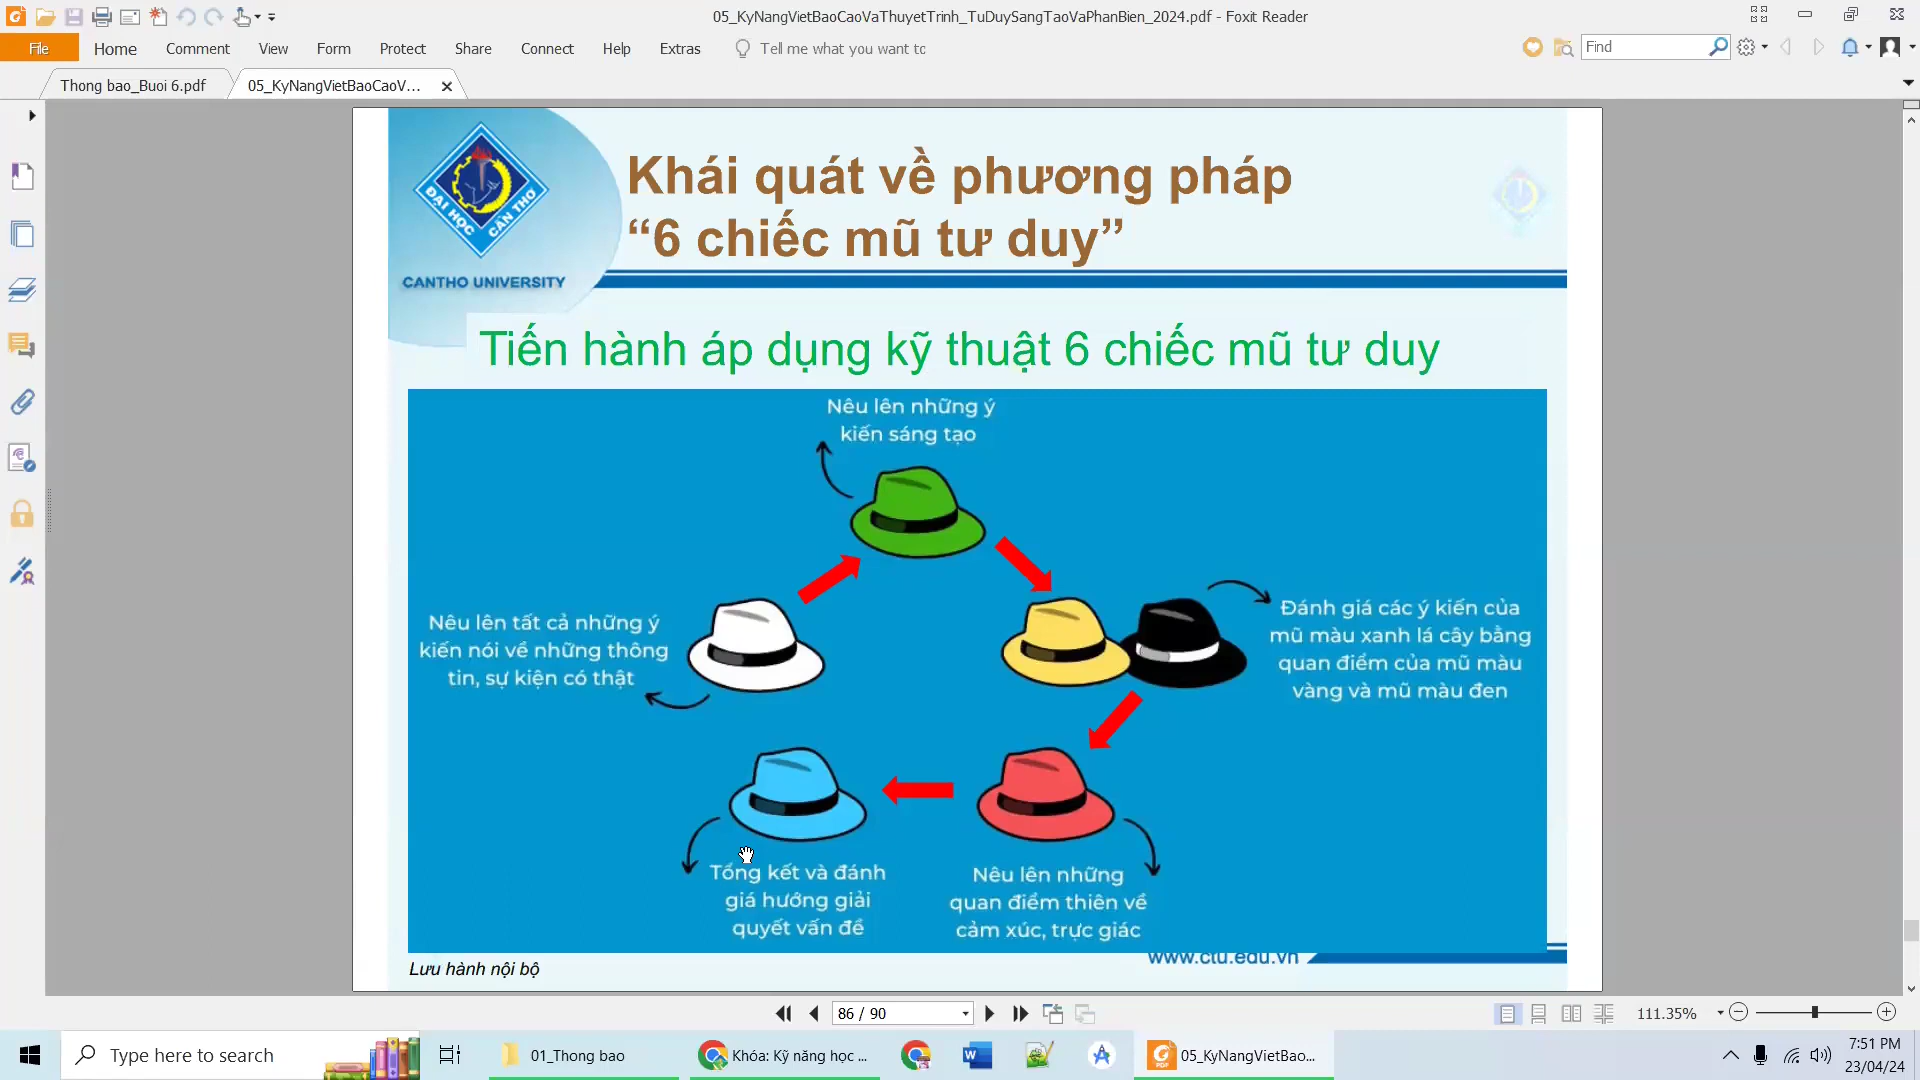 05_KyNangVietBaoCaoVaThuyetTrinh_TuDuySangTaoVaPhanBien_2024.pdf - Foxit Reader
File Home Comment View Form Protect Share Connect Help Extras Tell me what you want to Find
Thong bao_Buoi 6.pdf 05_KyNangVietBaoCaoV...
ĐẠI HỌC CẦN THƠ
CANTHO UNIVERSITY
Khái quát về phương pháp
“6 chiếc mũ tư duy”
Tiến hành áp dụng kỹ thuật 6 chiếc mũ tư duy
Nêu lên những ý
kiến sáng tạo
Nêu lên tất cả những ý
kiến nói về những thông
tin, sự kiện có thật
Đánh giá các ý kiến của
mũ màu xanh lá cây bằng
quan điểm của mũ màu
vàng và mũ màu đen
Tổng kết và đánh
giá hướng giải
quyết vấn đề
Nêu lên những
quan điểm thiên về
cảm xúc, trực giác
Lưu hành nội bộ
www.ctu.edu.vn
86 / 90
111.35%
Type here to search
01_Thong bao
Khóa: Kỹ năng học ...
05_KyNangVietBao...
7:51 PM
23/04/24